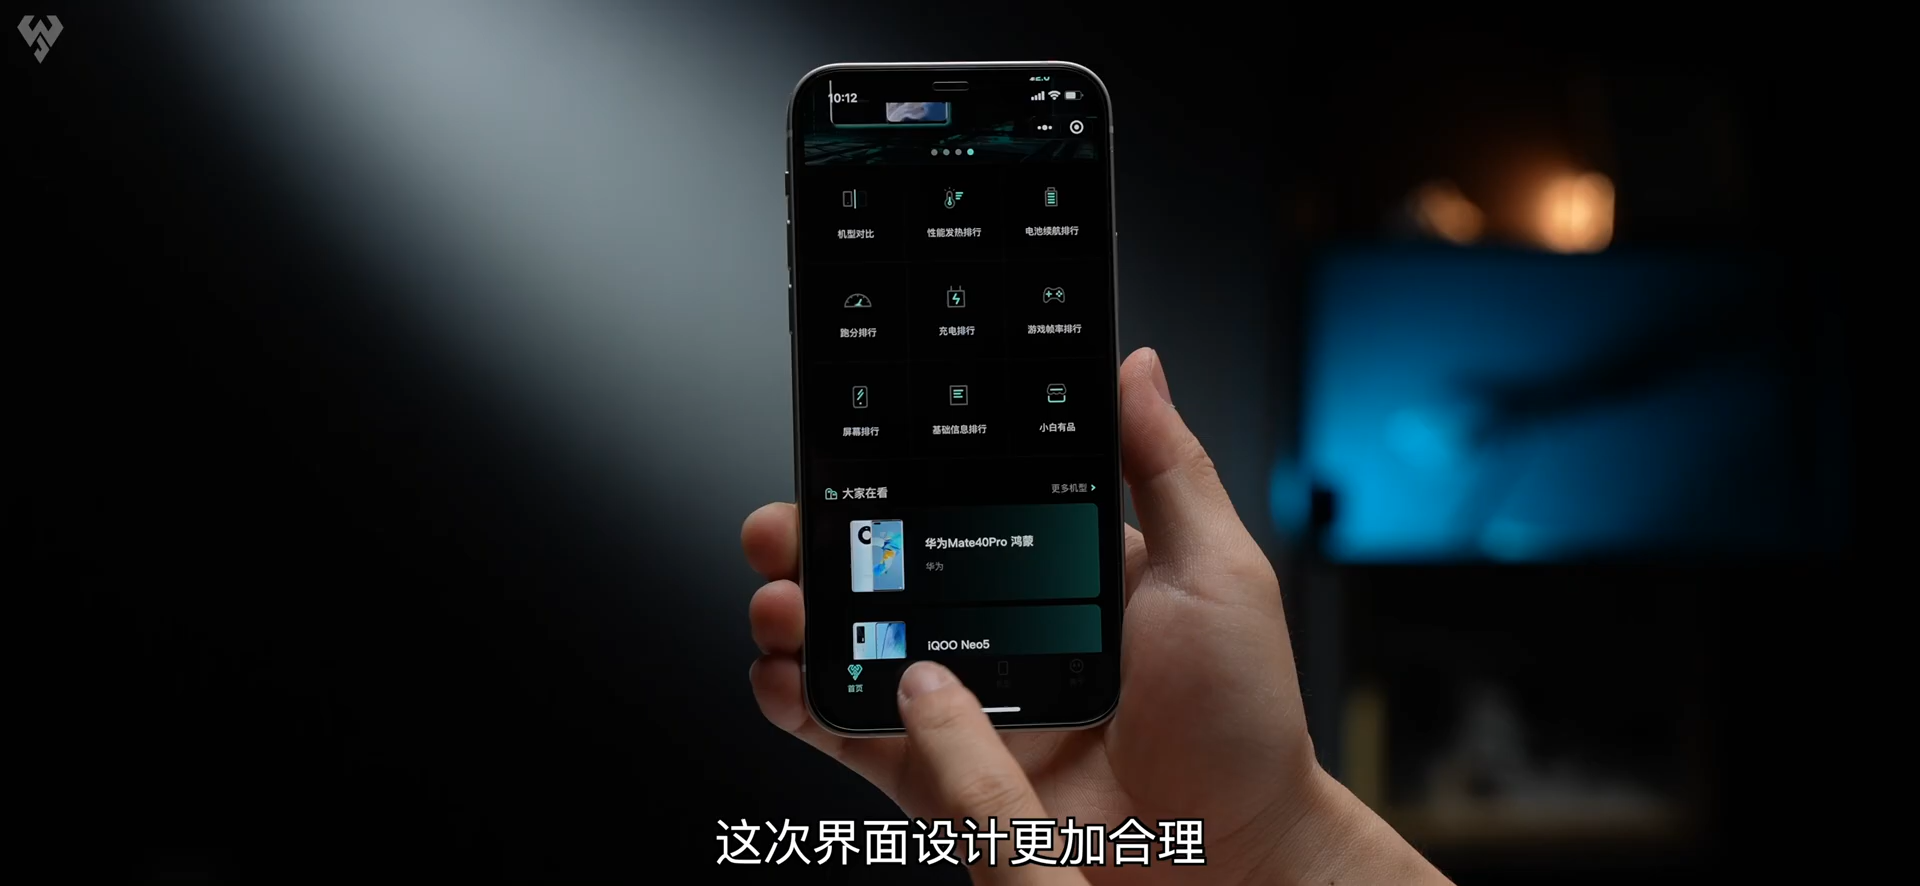 10:12
机型对比
性能发热排行
电池续航排行
跑分排行
充电排行
游戏帧率排行
屏幕排行
基础信息排行
小白有品
大家在看
更多机型
华为Mate40Pro 鸿蒙
华为
iQOO Neo5
首页
这次界面设计更加合理